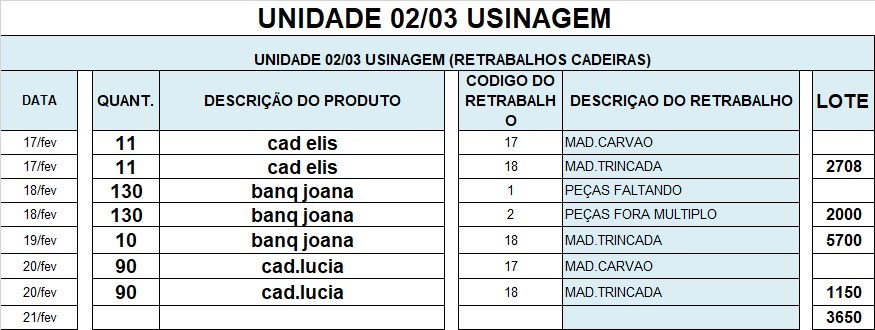 UNIDADE 02/03 USINAGEM
UNIDADE 02/03 USINAGEM (RETRABALHOS CADEIRAS)
DATA QUANT. DESCRIÇÃO DO PRODUTO CODIGO DO RETRABALHO DESCRIÇAO DO RETRABALHO LOTE
17/fev 11 cad elis 17 MAD.CARVAO
17/fev 11 cad elis 18 MAD.TRINCADA 2708
18/fev 130 banq joana 1 PEÇAS FALTANDO
18/fev 130 banq joana 2 PEÇAS FORA MULTIPLO 2000
19/fev 10 banq joana 18 MAD.TRINCADA 5700
20/fev 90 cad.lucia 17 MAD.CARVAO
20/fev 90 cad.lucia 18 MAD.TRINCADA 1150
21/fev 3650